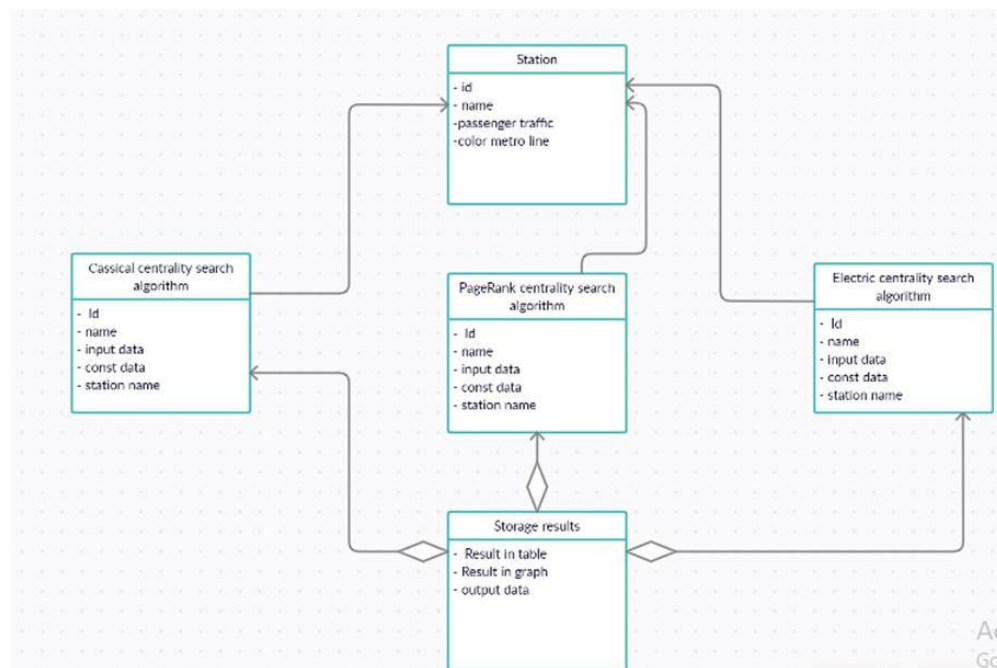 Station
- id
- name
-passenger traffic
-color metro line
Cassical centrality search
algorithm
- Id
- name
- input data
- const data
- station name
PageRank centrality search
algorithm
- Id
- name
- input data
- const data
- station name
Electric centrality search
algorithm
- Id
- name
- input data
- const data
- station name
Storage results
- Result in table
- Result in graph
- output data